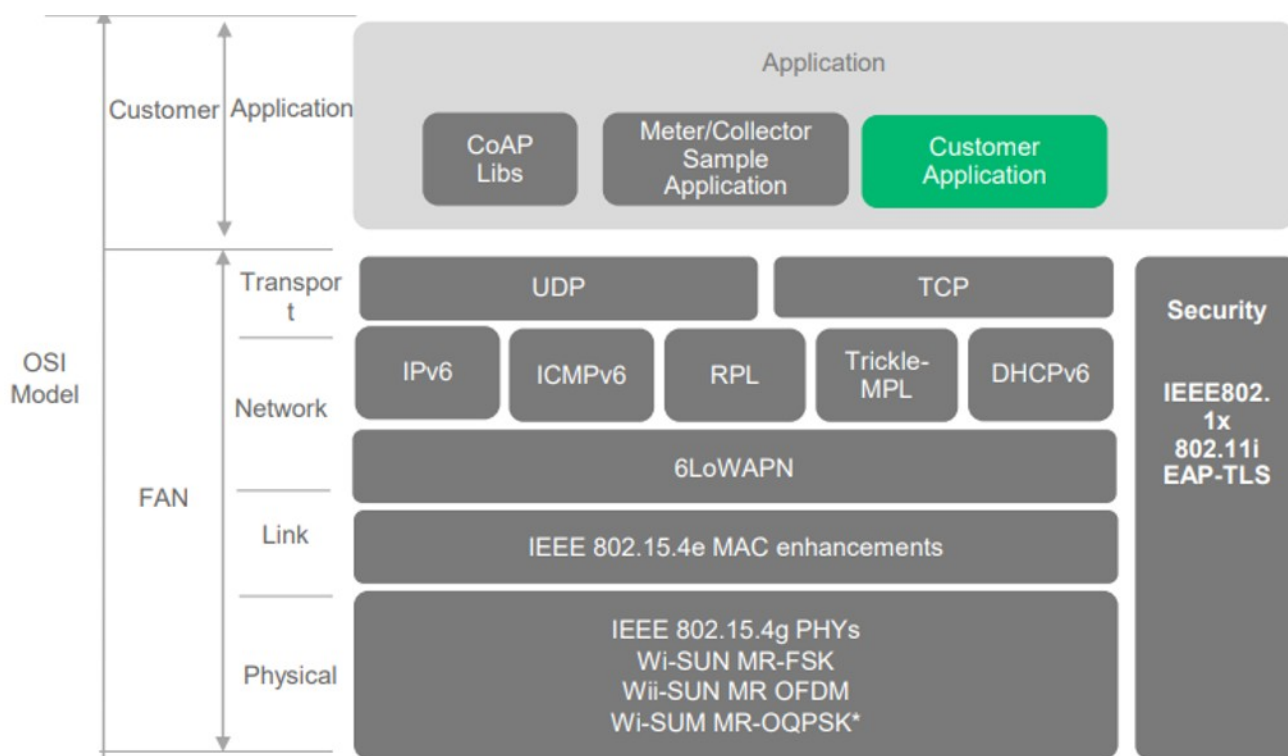 Application
Customer
Application
CoAP
Libs
Meter/Collector
Sample
Application
Customer
Application
OSI
Model
FAN
Transpor
t
UDP
TCP
Security
IEEE802.
1x
802.11i
EAP-TLS
Network
IPv6
ICMPv6
RPL
Trickle-
MPL
DHCPv6
6LoWAPN
Link
IEEE 802.15.4e MAC enhancements
Physical
IEEE 802.15.4g PHYs
Wi-SUN MR-FSK
Wii-SUN MR OFDM
Wi-SUM MR-OQPSK*